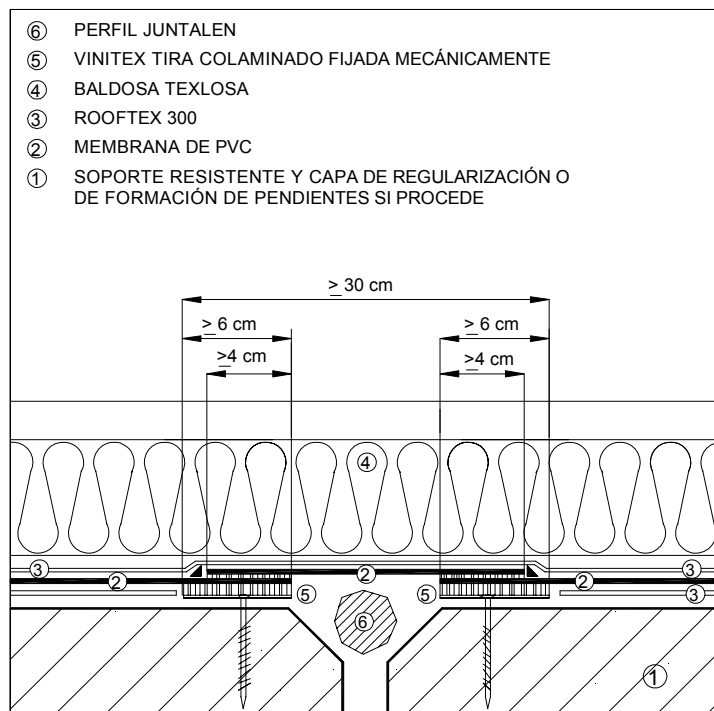 ⑥ PERFIL JUNTALEN
⑤ VINITEX TIRA COLAMINADO FIJADA MECÁNICAMENTE
④ BALDOSA TEXLOSA
③ ROOFTEX 300
② MEMBRANA DE PVC
① SOPORTE RESISTENTE Y CAPA DE REGULARIZACIÓN O
DE FORMACIÓN DE PENDIENTES SI PROCEDE
≥ 30 cm
≥ 6 cm ≥ 6 cm
≥4 cm ≥4 cm
④
③ ② ② ② ③
⑤ ⑤ ③
⑥
①